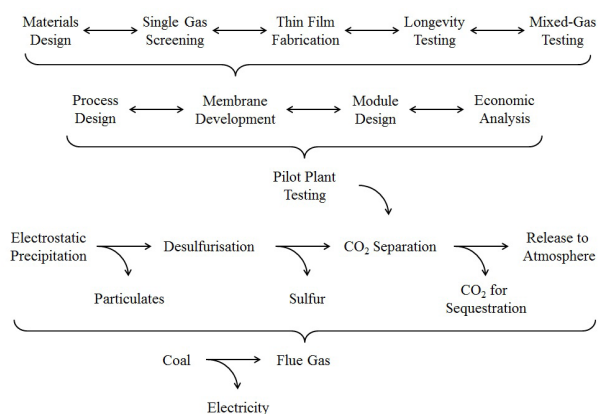 Materials Design
Single Gas Screening
Thin Film Fabrication
Longevity Testing
Mixed-Gas Testing
Process Design
Membrane Development
Module Design
Economic Analysis
Pilot Plant Testing
Electrostatic Precipitation
Desulfurisation
CO₂ Separation
Release to Atmosphere
Particulates
Sulfur
CO₂ for Sequestration
Coal
Flue Gas
Electricity